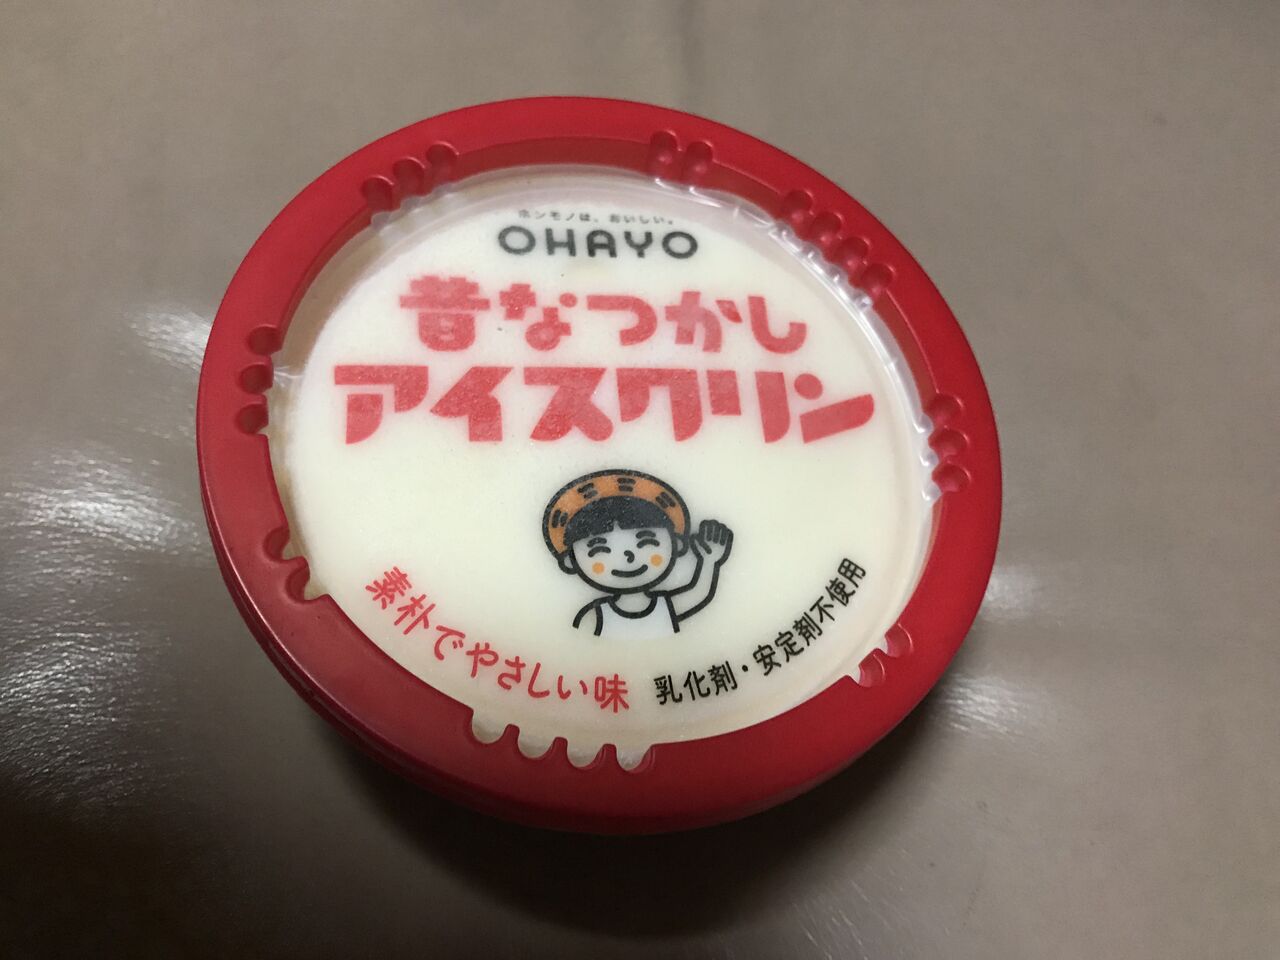 ホンモノは、おいしい。
OHAYO
昔なつかし
アイスクリン
素朴でやさしい味
乳化剤・安定剤不使用